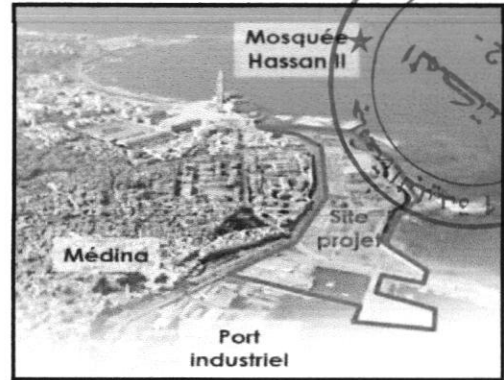 Mosquée
Hassan II
Site
projet
Médina
Port
industriel